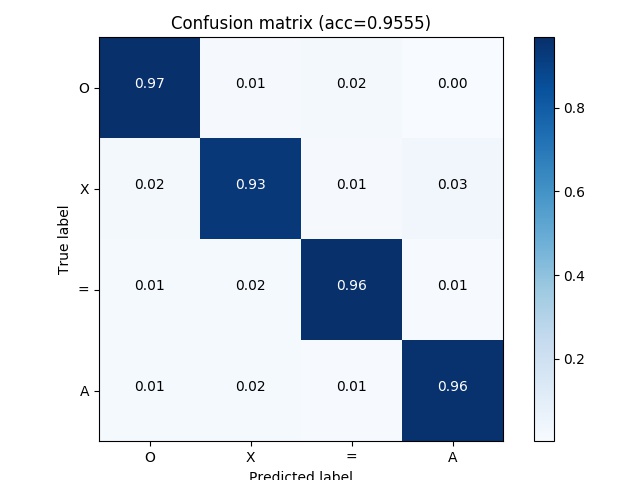 Confusion matrix (acc=0.9555)
O 0.97 0.01 0.02 0.00
0.8
X 0.02 0.93 0.01 0.03
0.6
True label
= 0.01 0.02 0.96 0.01
0.4
0.2
A 0.01 0.02 0.01 0.96
O X = A
Predicted label